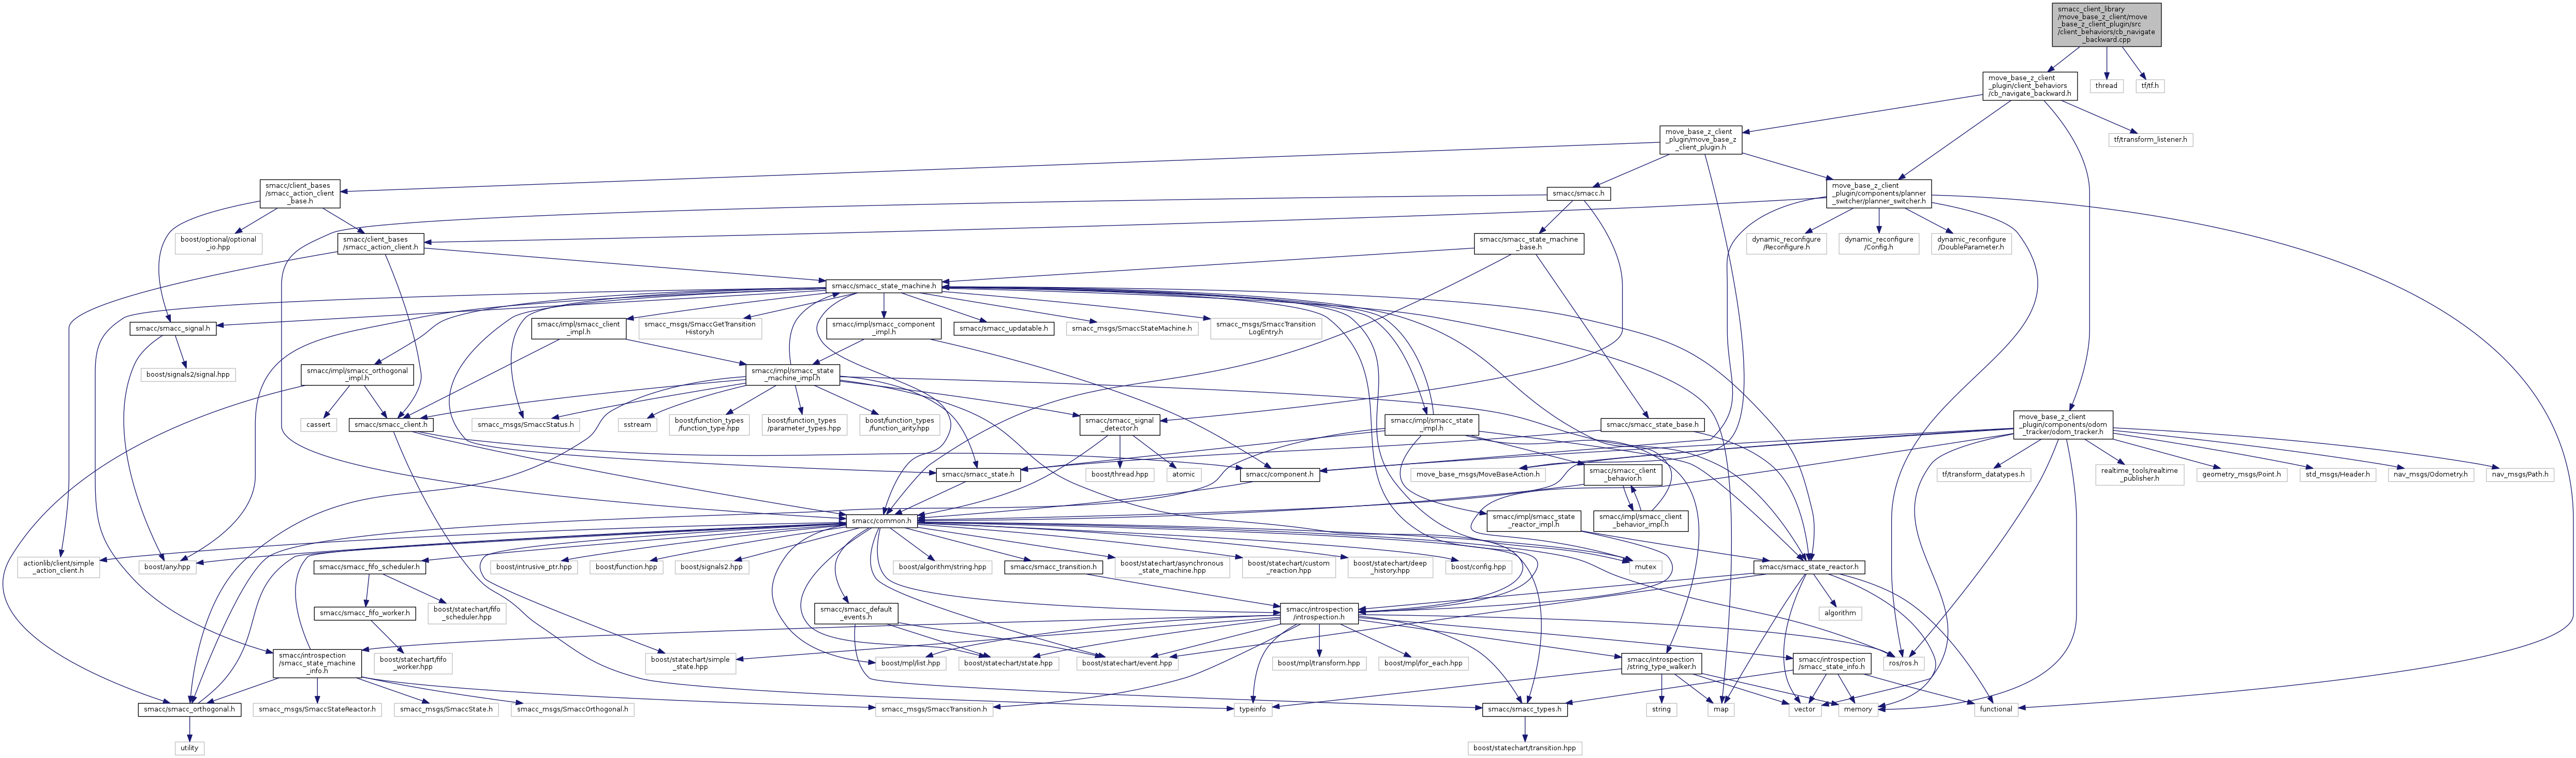 smacc_client_library
/move_base_z_client/move
_base_z_client_plugin/src
/client_behaviors/cb_navigate
_backward.cpp
move_base_z_client
_plugin/client_behaviors
/cb_navigate_backward.h
thread
tf/tf.h
move_base_z_client
_plugin/move_base_z
_client_plugin.h
tf/transform_listener.h
smacc/client_bases
/smacc_action_client
_base.h
smacc/smacc.h
move_base_z_client
_plugin/components/planner
_switcher/planner_switcher.h
boost/optional/optional
_io.hpp
smacc/client_bases
/smacc_action_client.h
smacc/smacc_state_machine
_base.h
dynamic_reconfigure
/Reconfigure.h
dynamic_reconfigure
/Config.h
dynamic_reconfigure
/DoubleParameter.h
smacc/smacc_state_machine.h
smacc/smacc_signal.h
smacc/impl/smacc_client
_impl.h
smacc_msgs/SmaccGetTransition
History.h
smacc/impl/smacc_component
_impl.h
smacc/smacc_updatable.h
smacc_msgs/SmaccStateMachine.h
smacc_msgs/SmaccTransition
LogEntry.h
boost/signals2/signal.hpp
smacc/impl/smacc_orthogonal
_impl.h
smacc/impl/smacc_state
_machine_impl.h
cassert
smacc/smacc_client.h
smacc_msgs/SmaccStatus.h
sstream
boost/function_types
/function_type.hpp
boost/function_types
/parameter_types.hpp
boost/function_types
/function_arity.hpp
smacc/smacc_signal
_detector.h
smacc/impl/smacc_state
_impl.h
smacc/smacc_state_base.h
move_base_z_client
_plugin/components/odom
_tracker/odom_tracker.h
smacc/smacc_state.h
boost/thread.hpp
atomic
smacc/component.h
move_base_msgs/MoveBaseAction.h
smacc/smacc_client
_behavior.h
tf/transform_datatypes.h
realtime_tools/realtime
_publisher.h
geometry_msgs/Point.h
std_msgs/Header.h
nav_msgs/Odometry.h
nav_msgs/Path.h
smacc/common.h
smacc/impl/smacc_state
_reactor_impl.h
smacc/impl/smacc_client
_behavior_impl.h
actionlib/client/simple
_action_client.h
boost/any.hpp
smacc/smacc_fifo_scheduler.h
boost/intrusive_ptr.hpp
boost/function.hpp
boost/signals2.hpp
boost/algorithm/string.hpp
smacc/smacc_transition.h
boost/statechart/asynchronous
_state_machine.hpp
boost/statechart/custom
_reaction.hpp
boost/statechart/deep
_history.hpp
boost/config.hpp
mutex
smacc/smacc_state_reactor.h
smacc/smacc_fifo_worker.h
boost/statechart/fifo
_scheduler.hpp
smacc/smacc_default
_events.h
smacc/introspection
/introspection.h
algorithm
smacc/introspection
/smacc_state_machine
_info.h
boost/statechart/fifo
_worker.hpp
boost/statechart/simple
_state.hpp
boost/mpl/list.hpp
boost/statechart/state.hpp
boost/statechart/event.hpp
boost/mpl/transform.hpp
boost/mpl/for_each.hpp
smacc/introspection
/string_type_walker.h
smacc/introspection
/smacc_state_info.h
ros/ros.h
smacc/smacc_orthogonal.h
smacc_msgs/SmaccStateReactor.h
smacc_msgs/SmaccState.h
smacc_msgs/SmaccOrthogonal.h
smacc_msgs/SmaccTransition.h
typeinfo
smacc/smacc_types.h
string
map
vector
memory
functional
utility
boost/statechart/transition.hpp